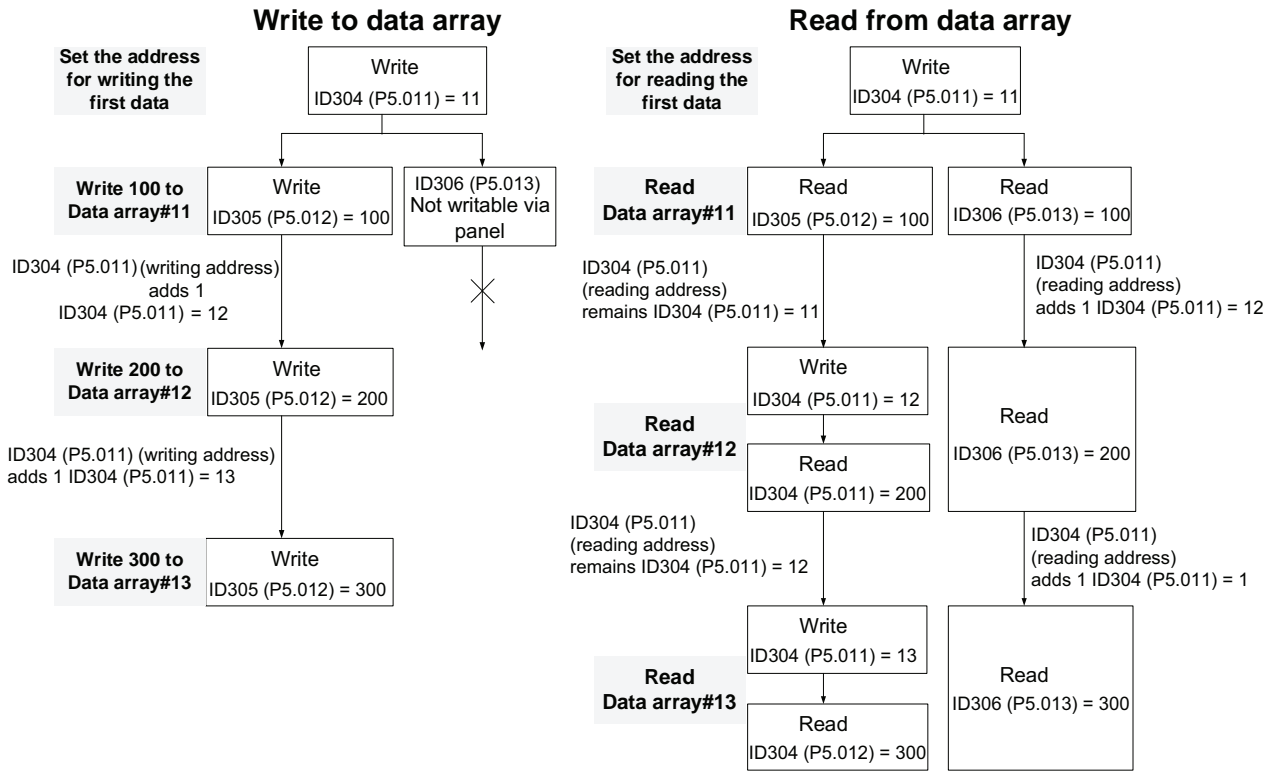 Write to data array
Set the address
for writing the
first data
Write
ID304 (P5.011) = 11
Write 100 to
Data array#11
Write
ID305 (P5.012) = 100
ID306 (P5.013)
Not writable via
panel
ID304 (P5.011) (writing address)
adds 1
ID304 (P5.011) = 12
Write 200 to
Data array#12
Write
ID305 (P5.012) = 200
ID304 (P5.011) (writing address)
adds 1 ID304 (P5.011) = 13
Write 300 to
Data array#13
Write
ID305 (P5.012) = 300
Read from data array
Set the address
for reading the
first data
Write
ID304 (P5.011) = 11
Read
Data array#11
Read
ID305 (P5.012) = 100
Read
ID306 (P5.013) = 100
ID304 (P5.011)
(reading address)
remains ID304 (P5.011) = 11
ID304 (P5.011)
(reading address)
adds 1 ID304 (P5.011) = 12
Read
Data array#12
Write
ID304 (P5.011) = 12
Read
ID304 (P5.011) = 200
Read
ID306 (P5.013) = 200
ID304 (P5.011)
(reading address)
remains ID304 (P5.011) = 12
ID304 (P5.011)
(reading address)
adds 1 ID304 (P5.011) = 1
Read
Data array#13
Write
ID304 (P5.011) = 13
Read
ID304 (P5.012) = 300
Read
ID306 (P5.013) = 300